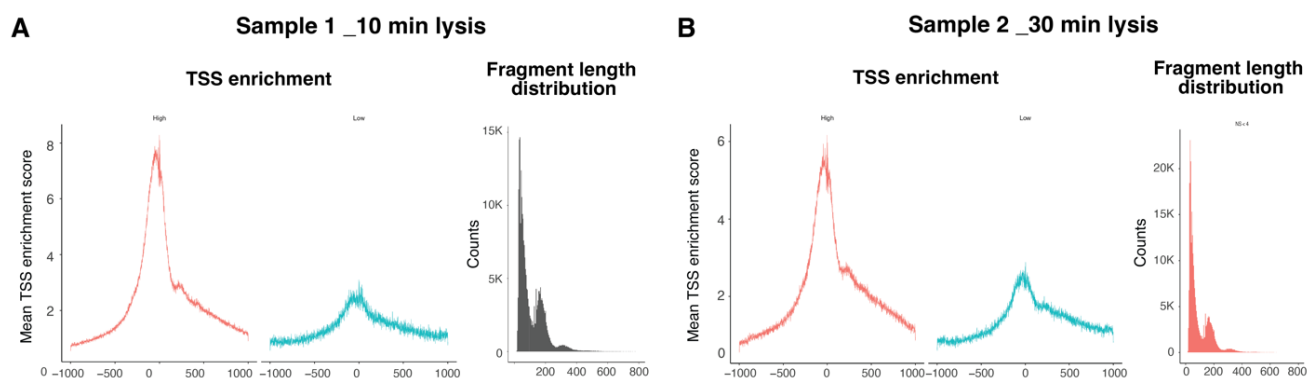 A
Sample 1 _10 min lysis
TSS enrichment
Fragment length
distribution
High
Low
Mean TSS enrichment score
8
6
4
2
0
−1000
−500
0
500
1000
−1000
−500
0
500
1000
Counts
15K
10K
5K
0
200
400
600
800
B
Sample 2 _30 min lysis
TSS enrichment
Fragment length
distribution
High
Low
NS < 4
Mean TSS enrichment score
6
4
2
0
−1000
−500
0
500
1000
−1000
−500
0
500
1000
Counts
20K
15K
10K
5K
0
0
200
400
600
800